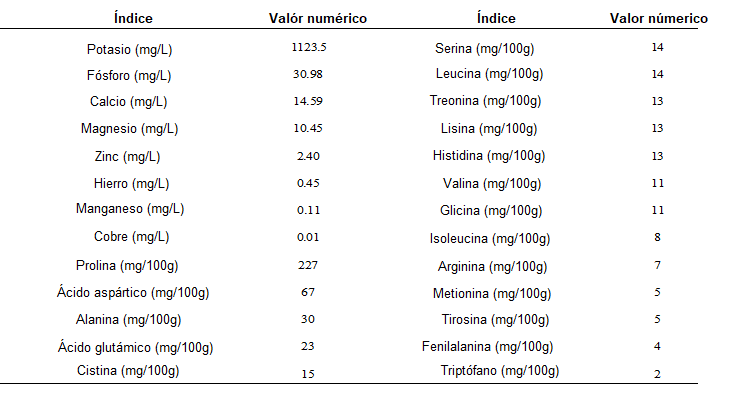 Índice Valór numérico Índice Valor númerico
Potasio (mg/L) 1123.5 Serina (mg/100g) 14
Fósforo (mg/L) 30.98 Leucina (mg/100g) 14
Calcio (mg/L) 14.59 Treonina (mg/100g) 13
Magnesio (mg/L) 10.45 Lisina (mg/100g) 13
Zinc (mg/L) 2.40 Histidina (mg/100g) 13
Hierro (mg/L) 0.45 Valina (mg/100g) 11
Manganeso (mg/L) 0.11 Glicina (mg/100g) 11
Cobre (mg/L) 0.01 Isoleucina (mg/100g) 8
Prolina (mg/100g) 227 Arginina (mg/100g) 7
Ácido aspártico (mg/100g) 67 Metionina (mg/100g) 5
Alanina (mg/100g) 30 Tirosina (mg/100g) 5
Ácido glutámico (mg/100g) 23 Fenilalanina (mg/100g) 4
Cistina (mg/100g) 15 Triptófano (mg/100g) 2